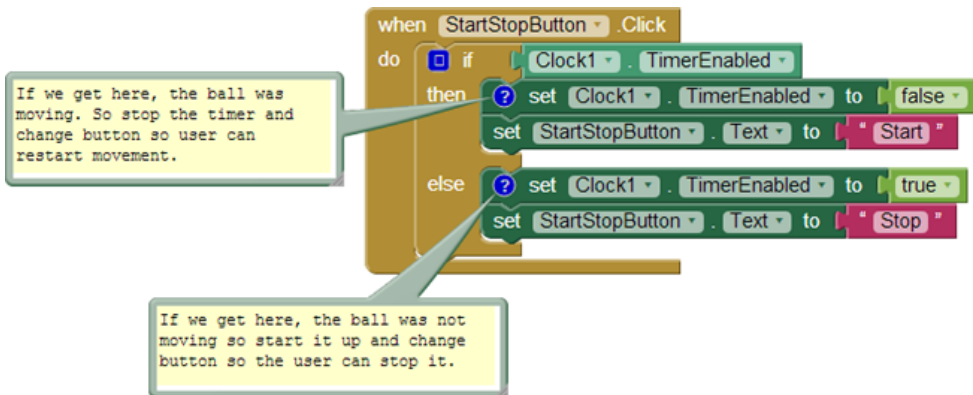 when StartStopButton .Click
do if Clock1 . TimerEnabled
then ? set Clock1 . TimerEnabled to false
set StartStopButton . Text to " Start "
else ? set Clock1 . TimerEnabled to true
set StartStopButton . Text to " Stop "
If we get here, the ball was
moving. So stop the timer and
change button so user can
restart movement.
If we get here, the ball was not
moving so start it up and change
button so the user can stop it.